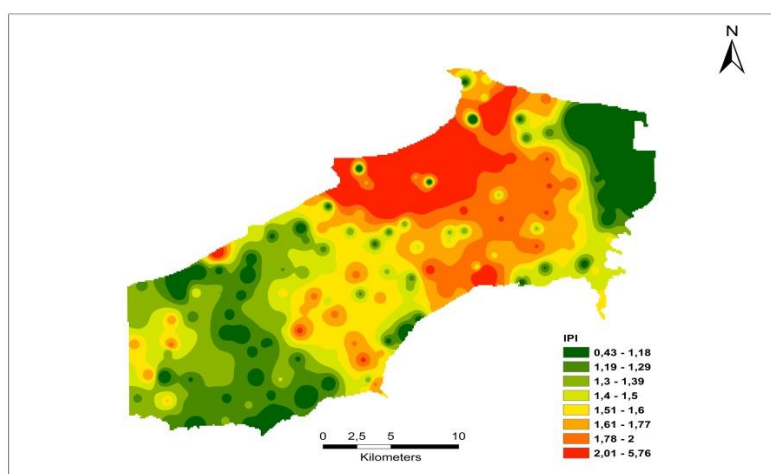 N
IPI
0,43 - 1,18
1,19 - 1,29
1,3 - 1,39
1,4 - 1,5
1,51 - 1,6
1,61 - 1,77
1,78 - 2
2,01 - 5,76
0 2,5 5 10
Kilometers